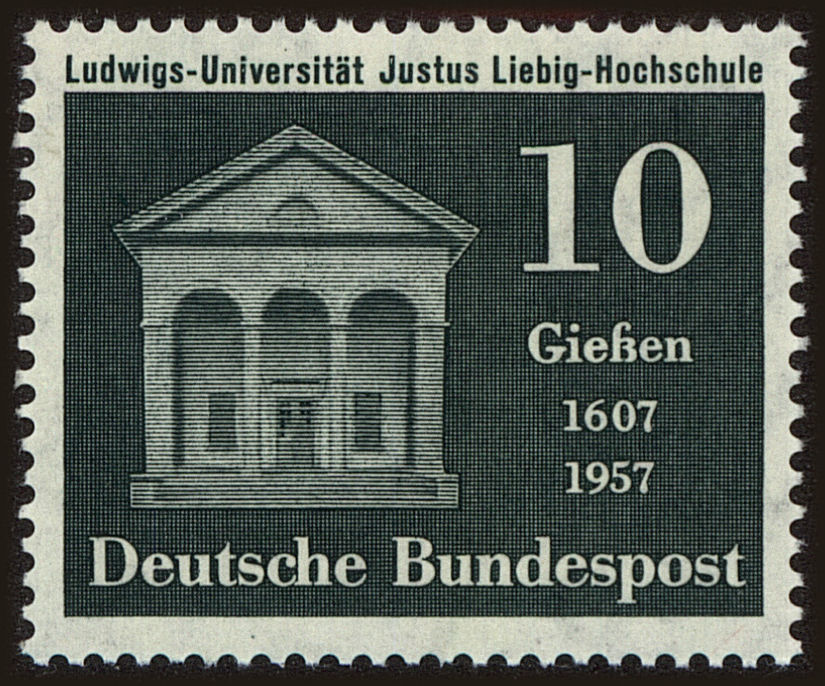 Ludwigs-Universität Justus Liebig-Hochschule
10
Gießen
1607
1957
Deutsche Bundespost